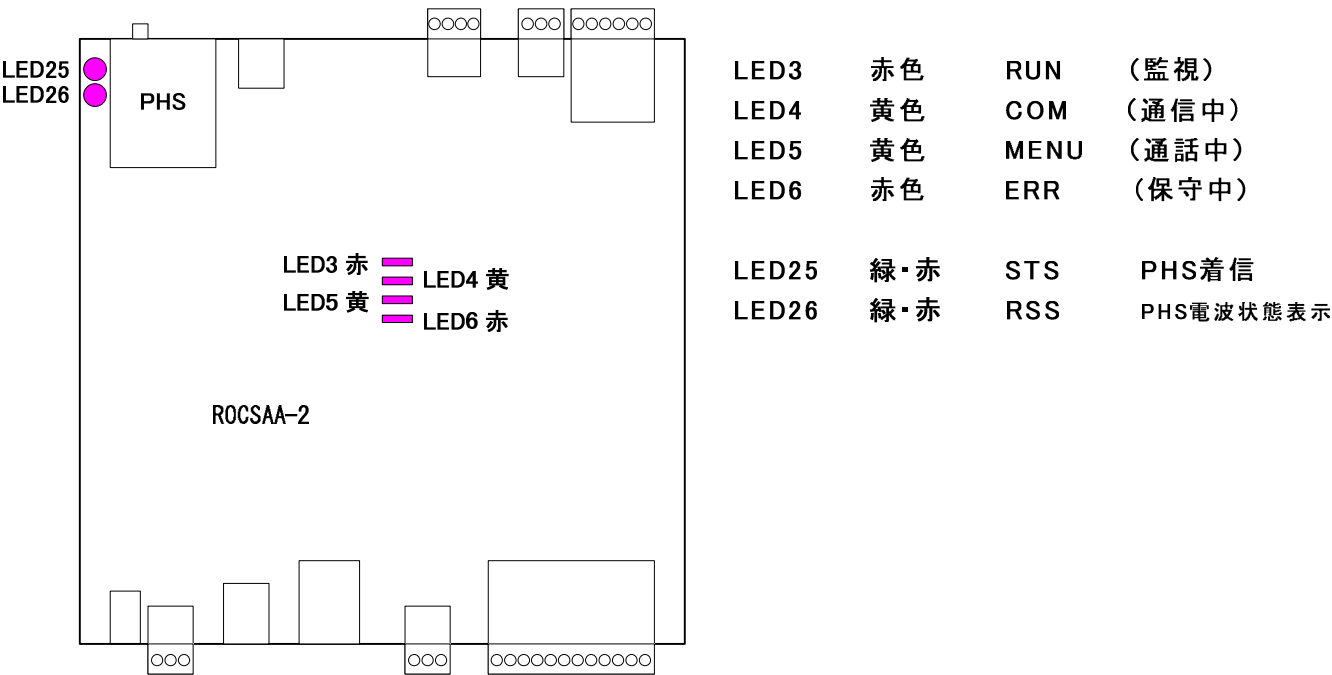 LED25
LED26
PHS
LED3 赤
LED4 黄
LED5 黄
LED6 赤
ROCSAA-2
LED3 赤色 RUN （監視）
LED4 黄色 COM （通信中）
LED5 黄色 MENU （通話中）
LED6 赤色 ERR （保守中）
LED25 緑・赤 STS PHS着信
LED26 緑・赤 RSS PHS電波状態表示